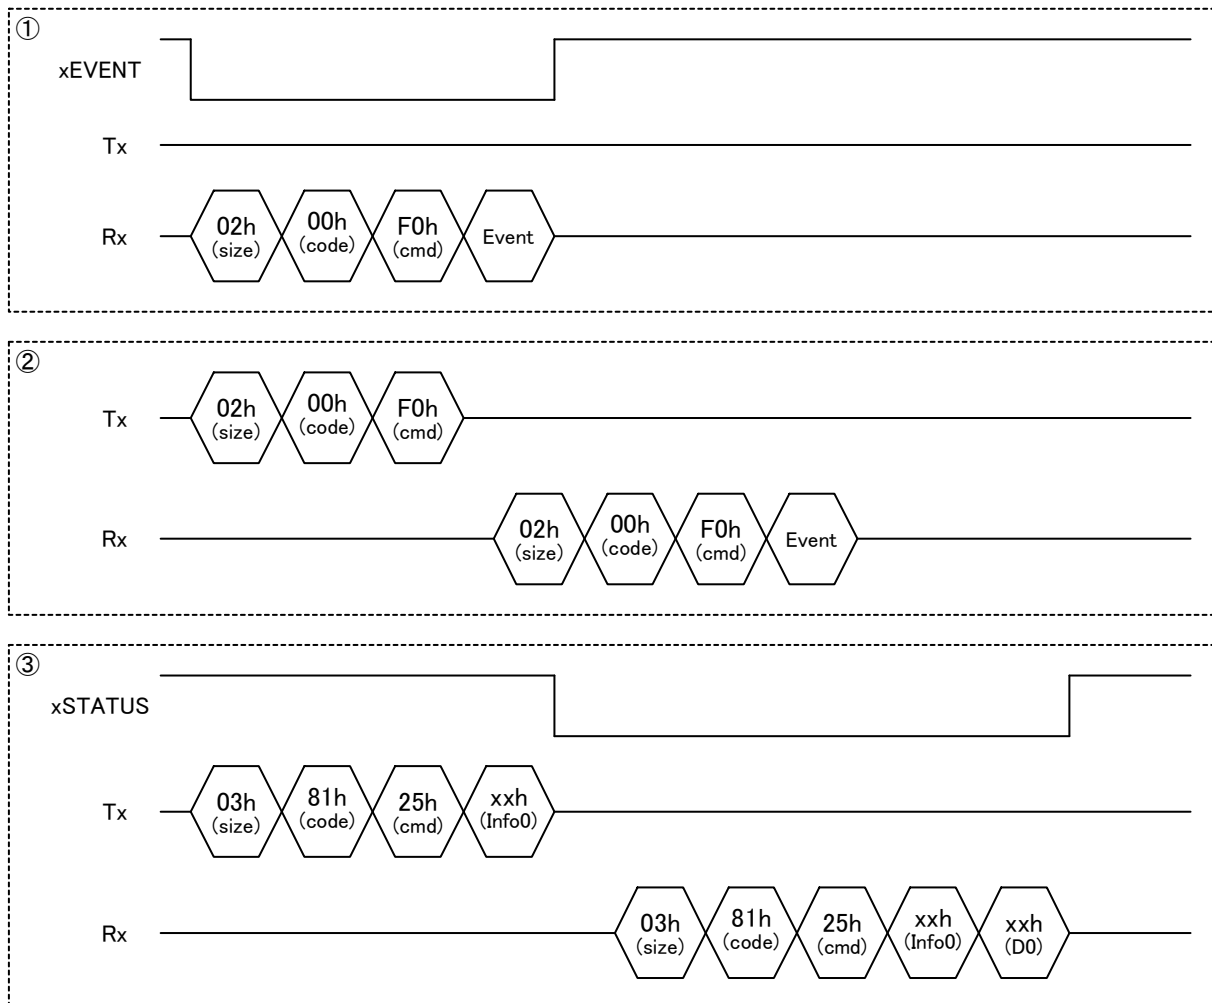 ①
xEVENT
Tx
Rx
02h
(size)
00h
(code)
F0h
(cmd)
Event
②
Tx
02h
(size)
00h
(code)
F0h
(cmd)
Rx
02h
(size)
00h
(code)
F0h
(cmd)
Event
③
xSTATUS
Tx
03h
(size)
81h
(code)
25h
(cmd)
xxh
(Info0)
Rx
03h
(size)
81h
(code)
25h
(cmd)
xxh
(Info0)
xxh
(D0)